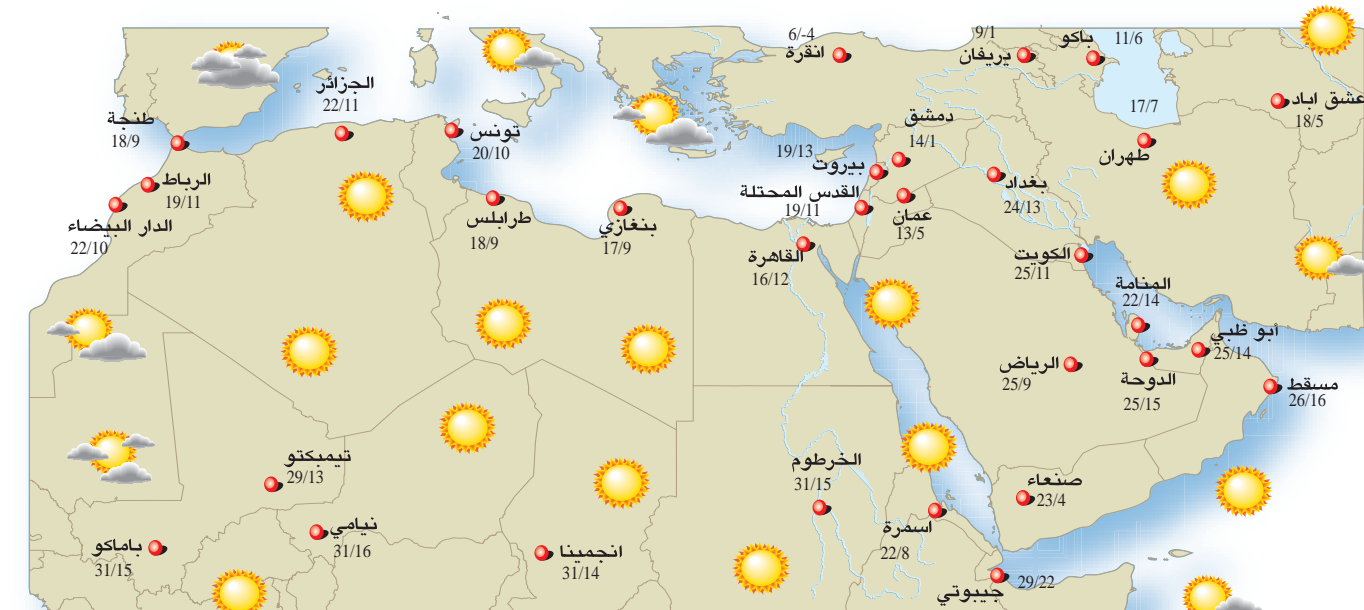 6/-4
انقرة
9/1
يريفان
باكو
11/6
عشق اباد
18/5
17/7
طهران
الجزائر
22/11
طنجة
18/9
الرباط
19/11
الدار البيضاء
22/10
تونس
20/10
طرابلس
18/9
بنغازي
17/9
دمشق
14/1
19/13
بيروت
القدس المحتلة
19/11
عمان
13/5
بغداد
24/13
القاهرة
16/12
الكويت
25/11
المنامة
22/14
أبو ظبي
25/14
الرياض
25/9
الدوحة
25/15
مسقط
26/16
تيمبكتو
29/13
نيامي
31/16
باماكو
31/15
انجمينا
31/14
الخرطوم
31/15
اسمرة
22/8
صنعاء
23/4
29/22
جيبوتي